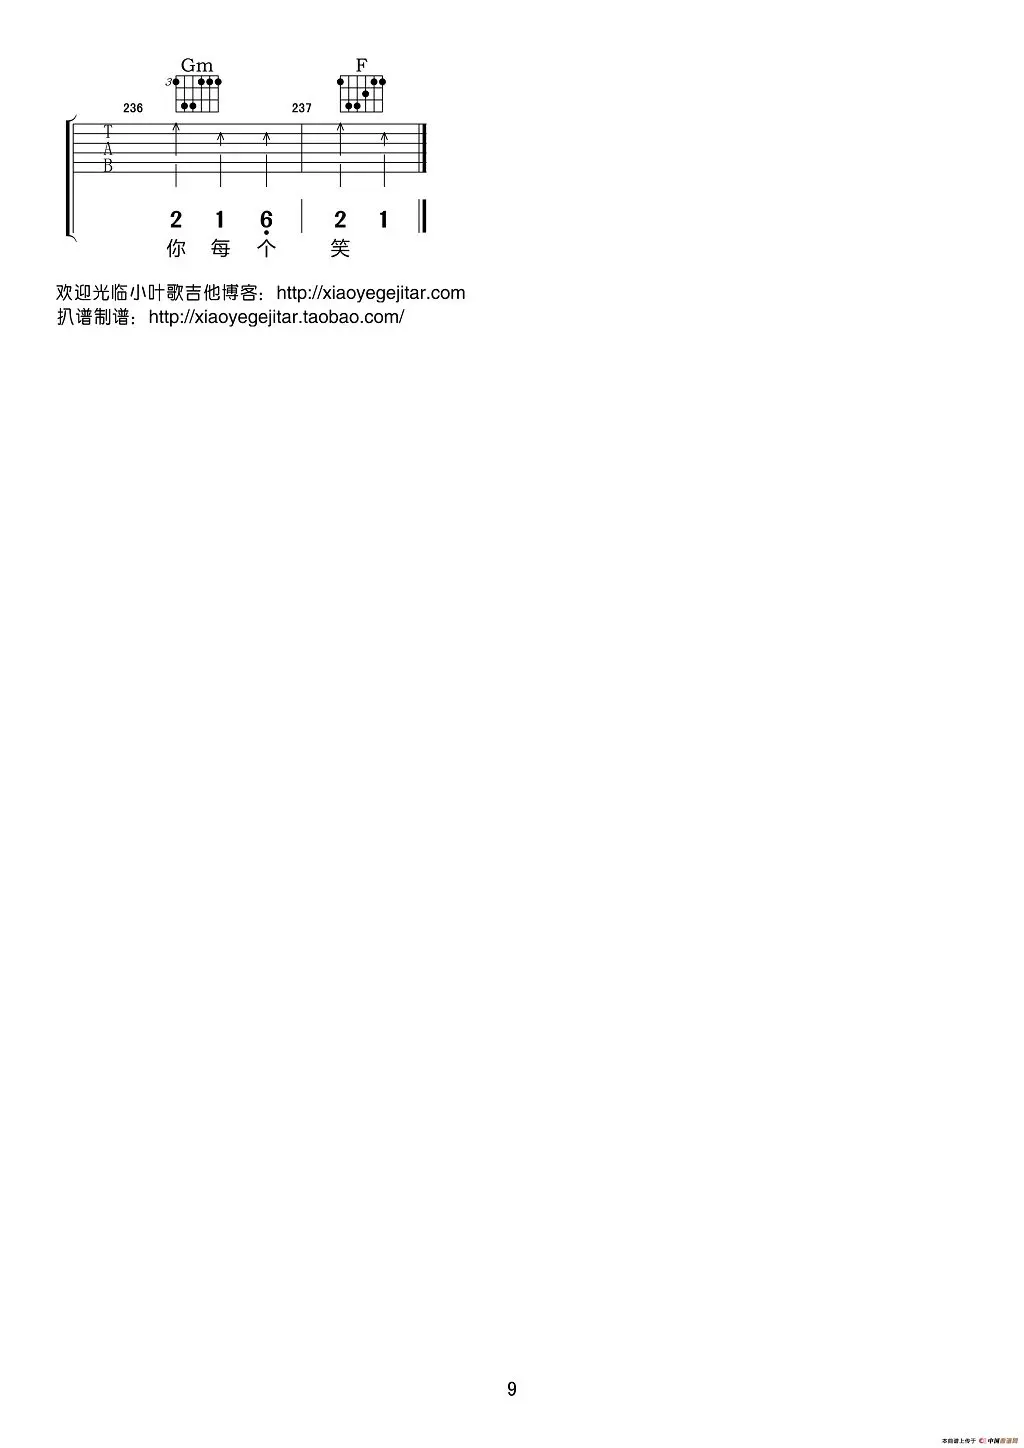 Gm F
3
236 237
T
A
B
2 1 6 2 1
你 每 个 笑
欢迎光临小叶歌吉他博客：http://xiaoyegejitar.com
扒谱制谱：http://xiaoyegejitar.taobao.com/
9
本曲谱上传于 中国曲谱网